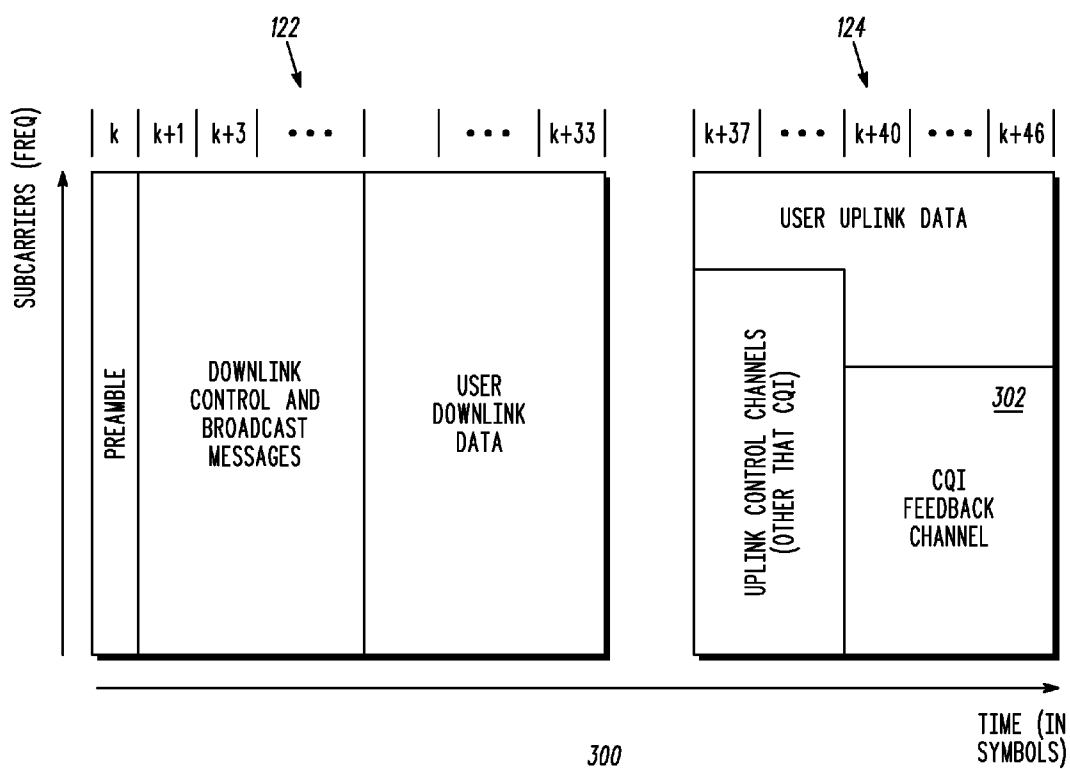 122
124
k
k+1
k+3
•••
•••
k+33
k+37
•••
k+40
•••
k+46
SUBCARRIERS (FREQ)
PREAMBLE
DOWNLINK
CONTROL AND
BROADCAST
MESSAGES
USER
DOWNLINK
DATA
USER UPLINK DATA
UPLINK CONTROL CHANNELS
(OTHER THAT CQI)
302
CQI
FEEDBACK
CHANNEL
TIME (IN
SYMBOLS)
300